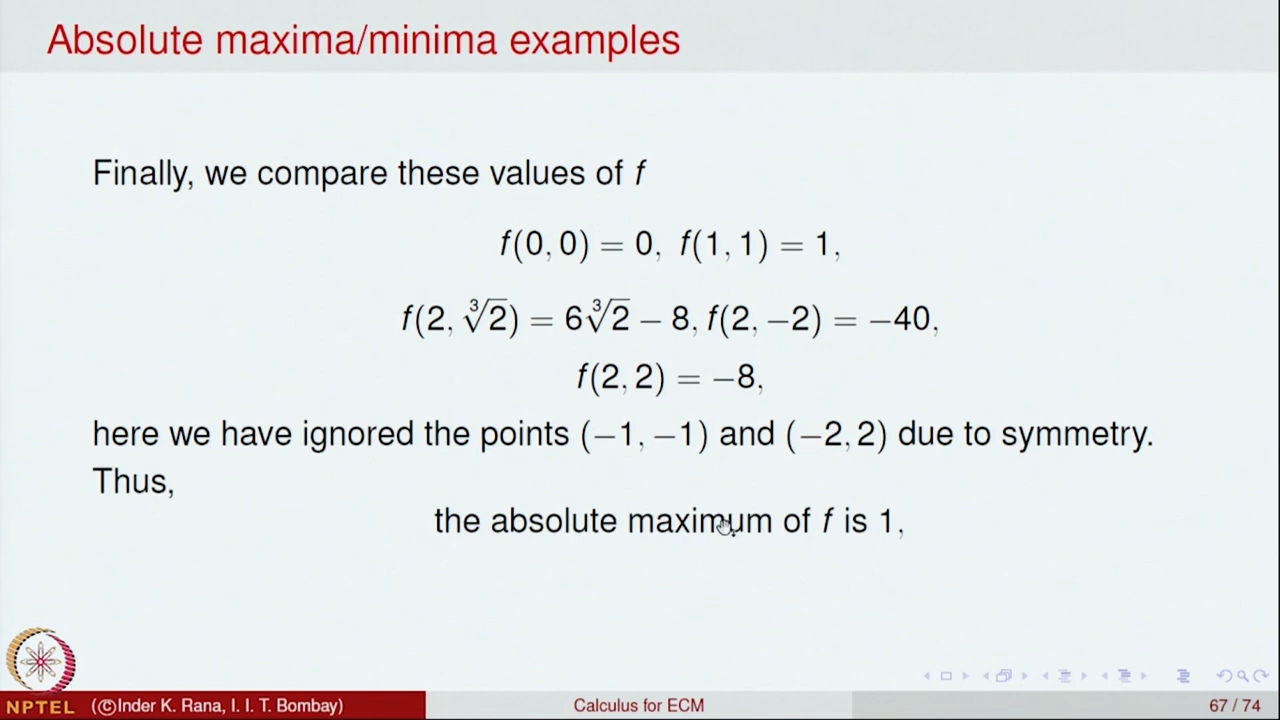 Absolute maxima/minima examples
Finally, we compare these values of f
f(0, 0) = 0, f(1, 1) = 1,
f(2, ∛2) = 6∛2 − 8, f(2, −2) = −40,
f(2, 2) = −8,
here we have ignored the points (−1, −1) and (−2, 2) due to symmetry.
Thus,
the absolute maximum of f is 1,
NPTEL
(©Inder K. Rana, I. I. T. Bombay)
Calculus for ECM
67 / 74